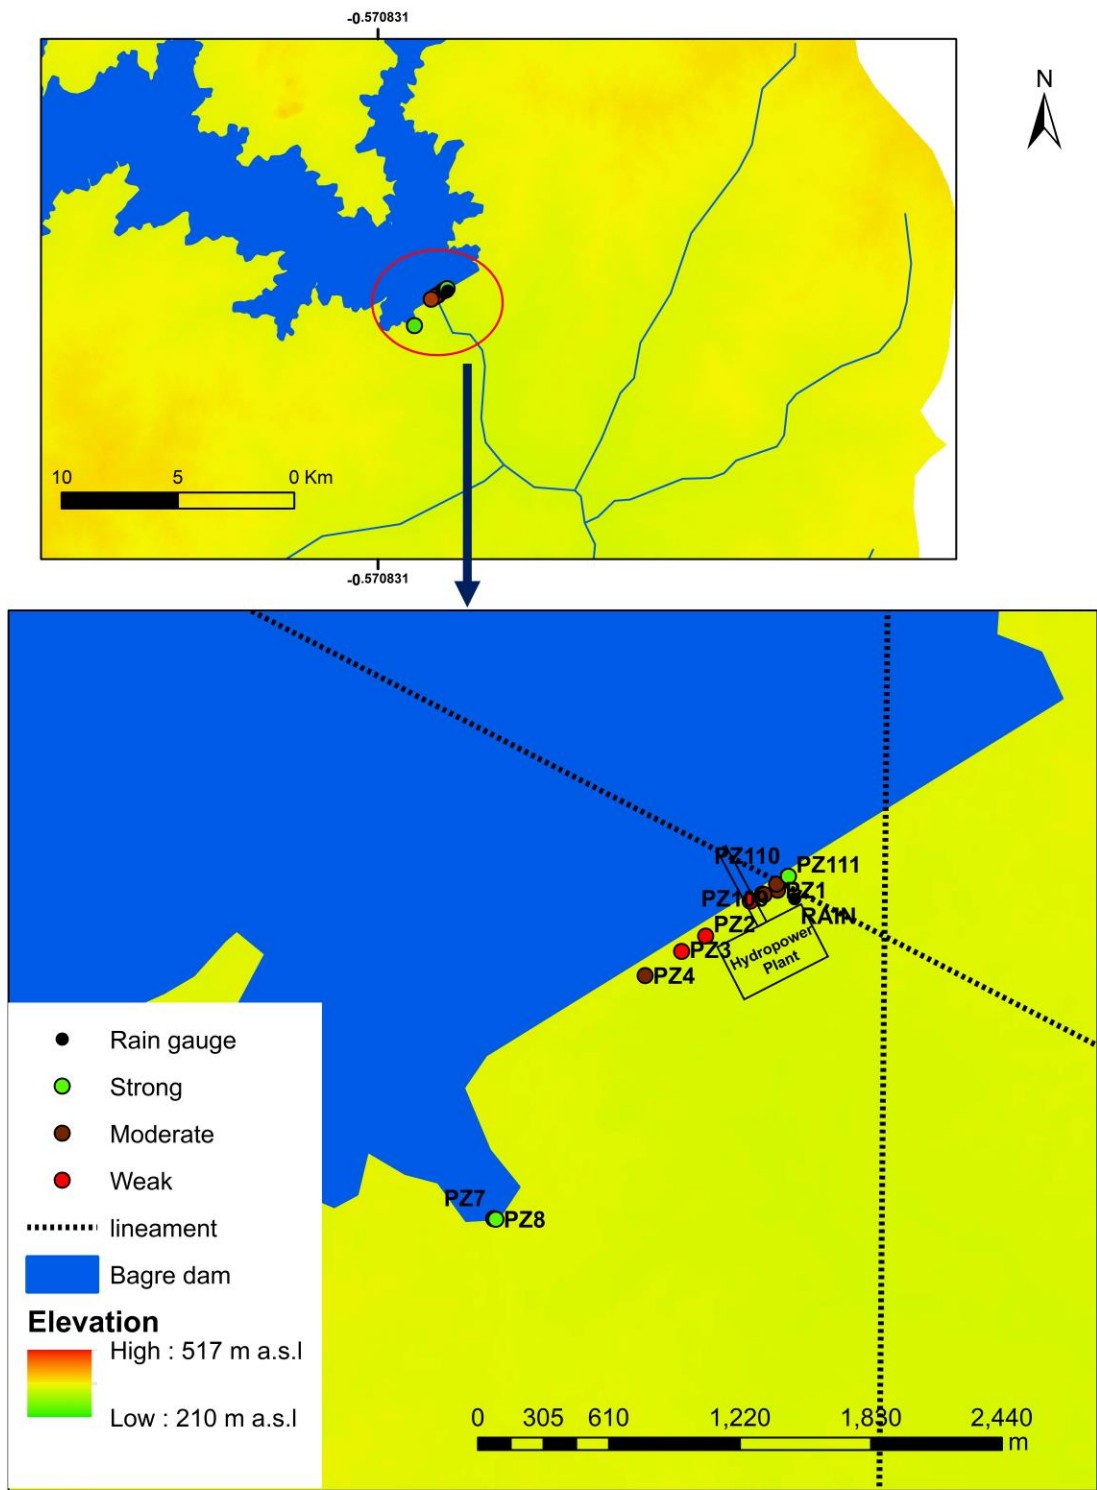 -0.570831
N
10 5 0 Km
-0.570831
PZ110
PZ111
PZ1
PZ109
RAIN
PZ2
Hydropower
Plant
PZ3
PZ4
PZ7
PZ8
Rain gauge
Strong
Moderate
Weak
lineament
Bagre dam
Elevation
High : 517 m a.s.l
Low : 210 m a.s.l
0 305 610 1,220 1,830 2,440
m